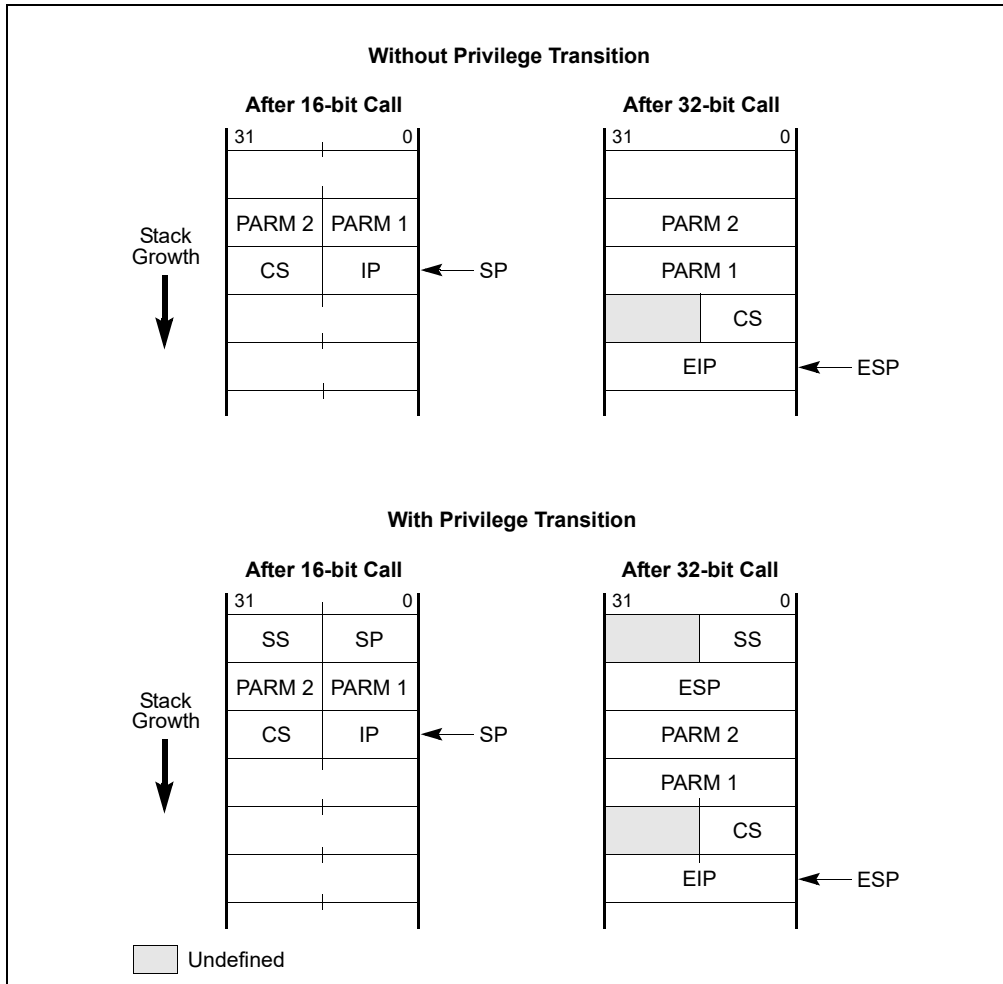 Without Privilege Transition
After 16-bit Call
After 32-bit Call
31 0
31 0
PARM 2 PARM 1
PARM 2
Stack
Growth
CS IP
SP
PARM 1
CS
EIP
ESP
With Privilege Transition
After 16-bit Call
After 32-bit Call
31 0
31 0
SS SP
SS
Stack
Growth
PARM 2 PARM 1
ESP
CS IP
SP
PARM 2
PARM 1
CS
EIP
ESP
Undefined